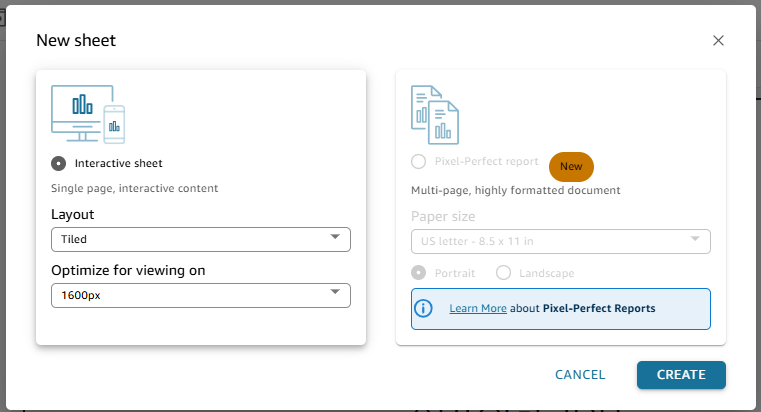 New sheet
Interactive sheet
Single page, interactive content
Layout
Tiled
Optimize for viewing on
1600px
Pixel-Perfect report
New
Multi-page, highly formatted document
Paper size
US letter - 8.5 x 11 in
Portrait Landscape
Learn More about Pixel-Perfect Reports
CANCEL CREATE